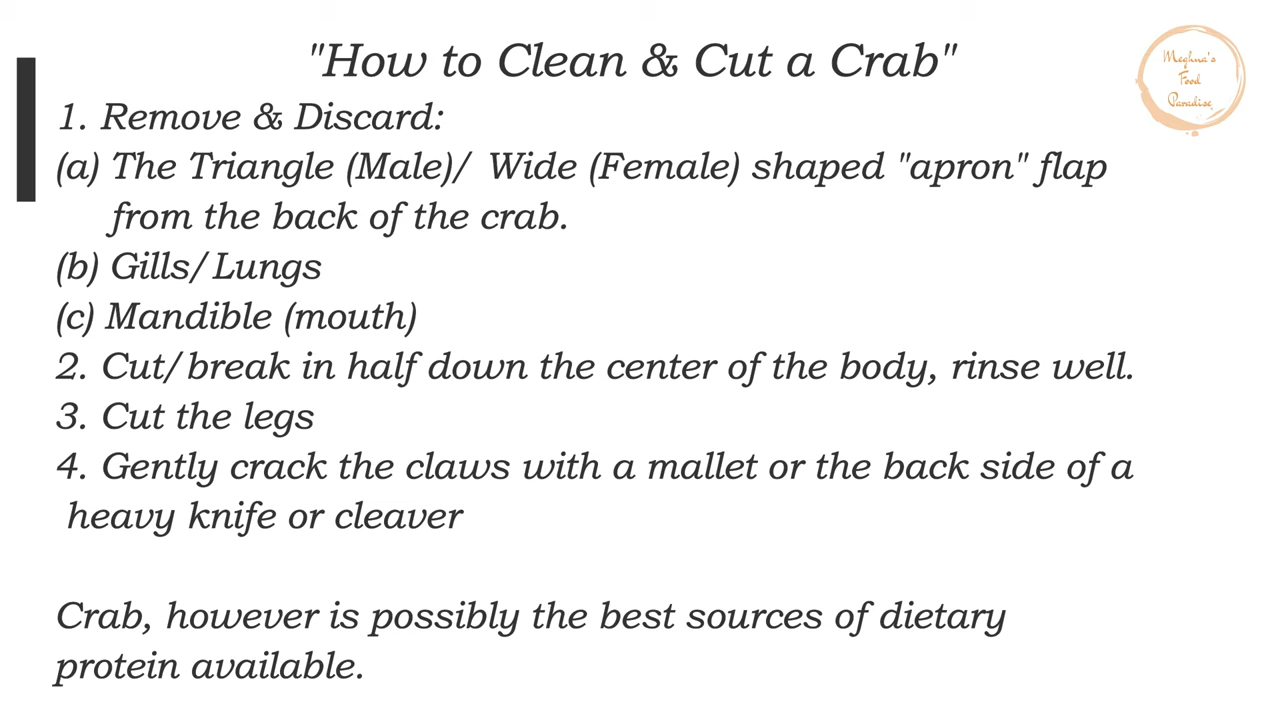 "How to Clean & Cut a Crab"
Meghna's
Food
Paradise
1. Remove & Discard:
(a) The Triangle (Male)/ Wide (Female) shaped "apron" flap
from the back of the crab.
(b) Gills/Lungs
(c) Mandible (mouth)
2. Cut/break in half down the center of the body, rinse well.
3. Cut the legs
4. Gently crack the claws with a mallet or the back side of a
heavy knife or cleaver
Crab, however is possibly the best sources of dietary
protein available.